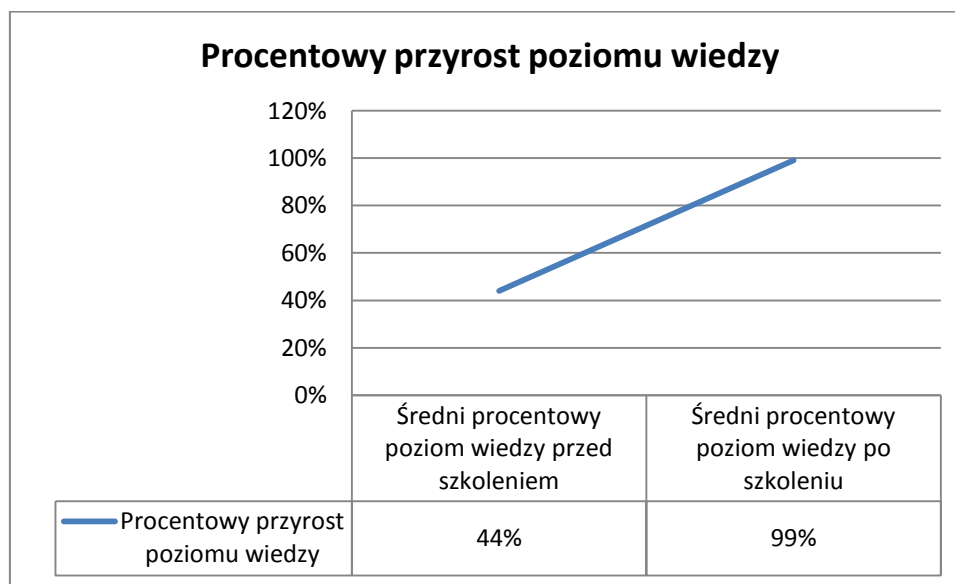 Procentowy przyrost poziomu wiedzy
120%
100%
80%
60%
40%
20%
0%
Średni procentowy
poziom wiedzy przed
szkoleniem
Średni procentowy
poziom wiedzy po
szkoleniu
Procentowy przyrost
poziomu wiedzy
44%
99%